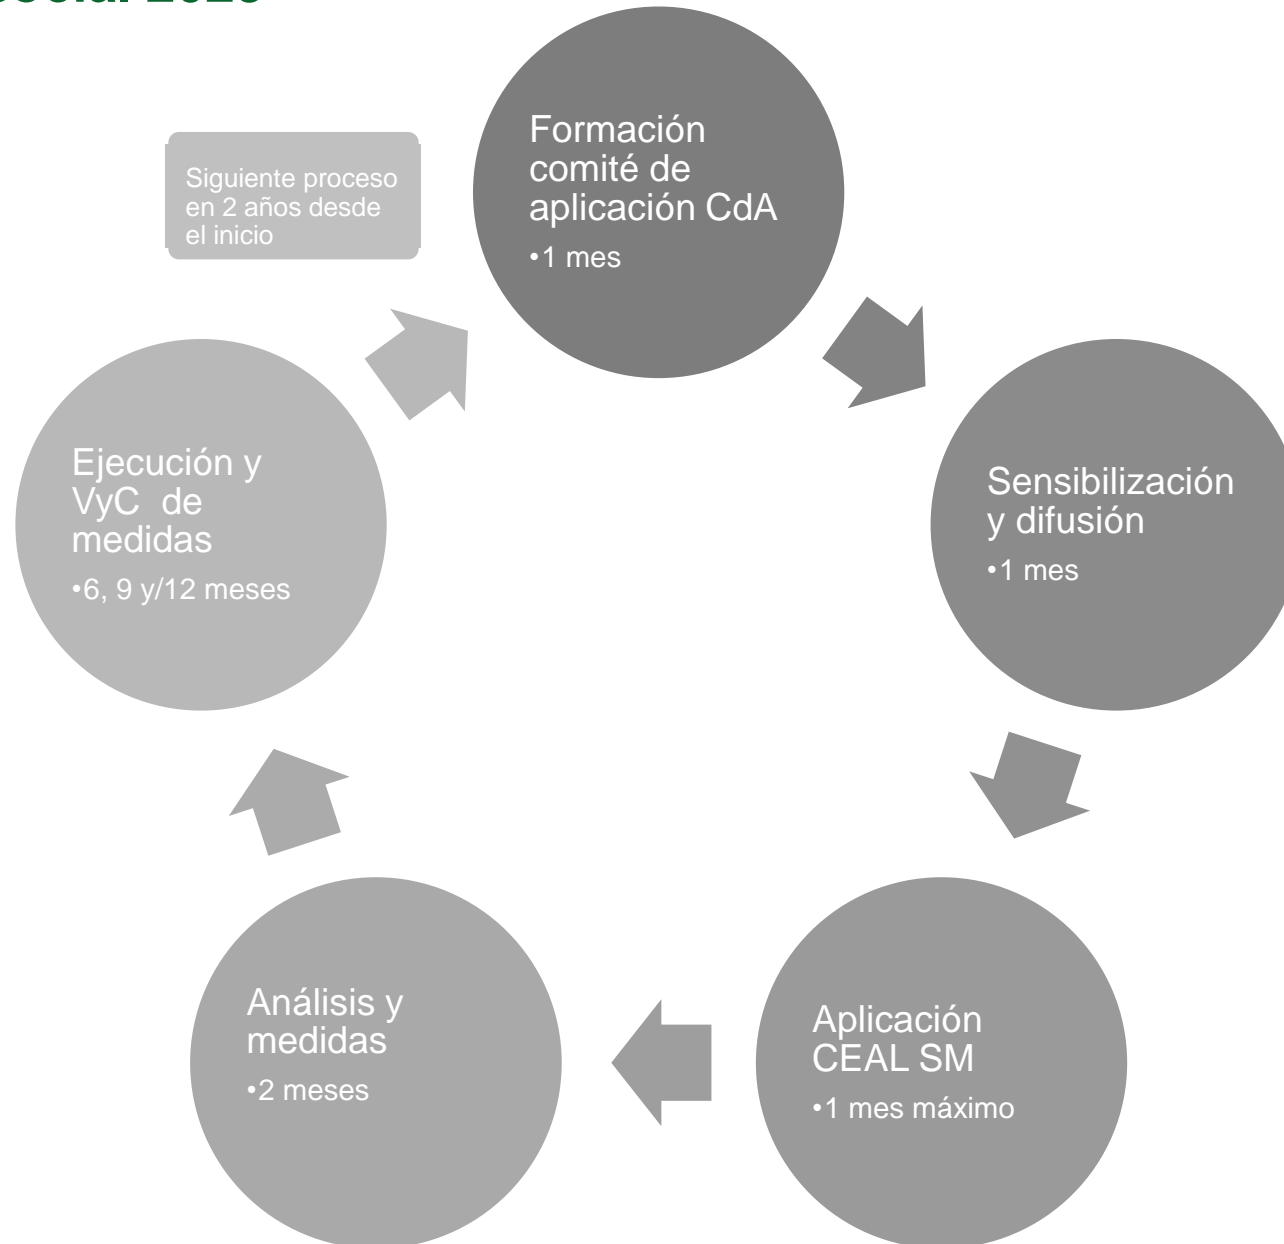 Formación
comité de
aplicación CdA
•1 mes
Siguiente proceso
en 2 años desde
el inicio
Sensibilización
y difusión
•1 mes
Aplicación
CEAL SM
•1 mes máximo
Análisis y
medidas
•2 meses
Ejecución y
VyC  de
medidas
•6, 9 y/12 meses